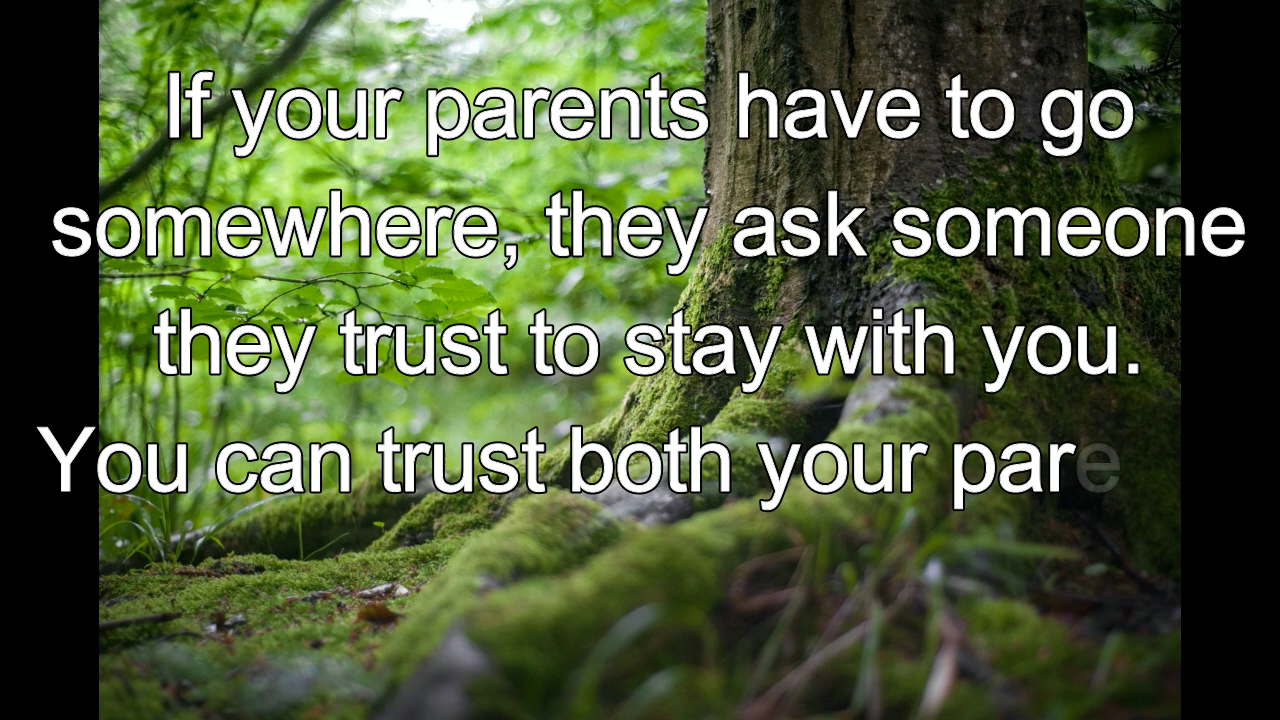 If your parents have to go
somewhere, they ask someone
they trust to stay with you.
You can trust both your pare